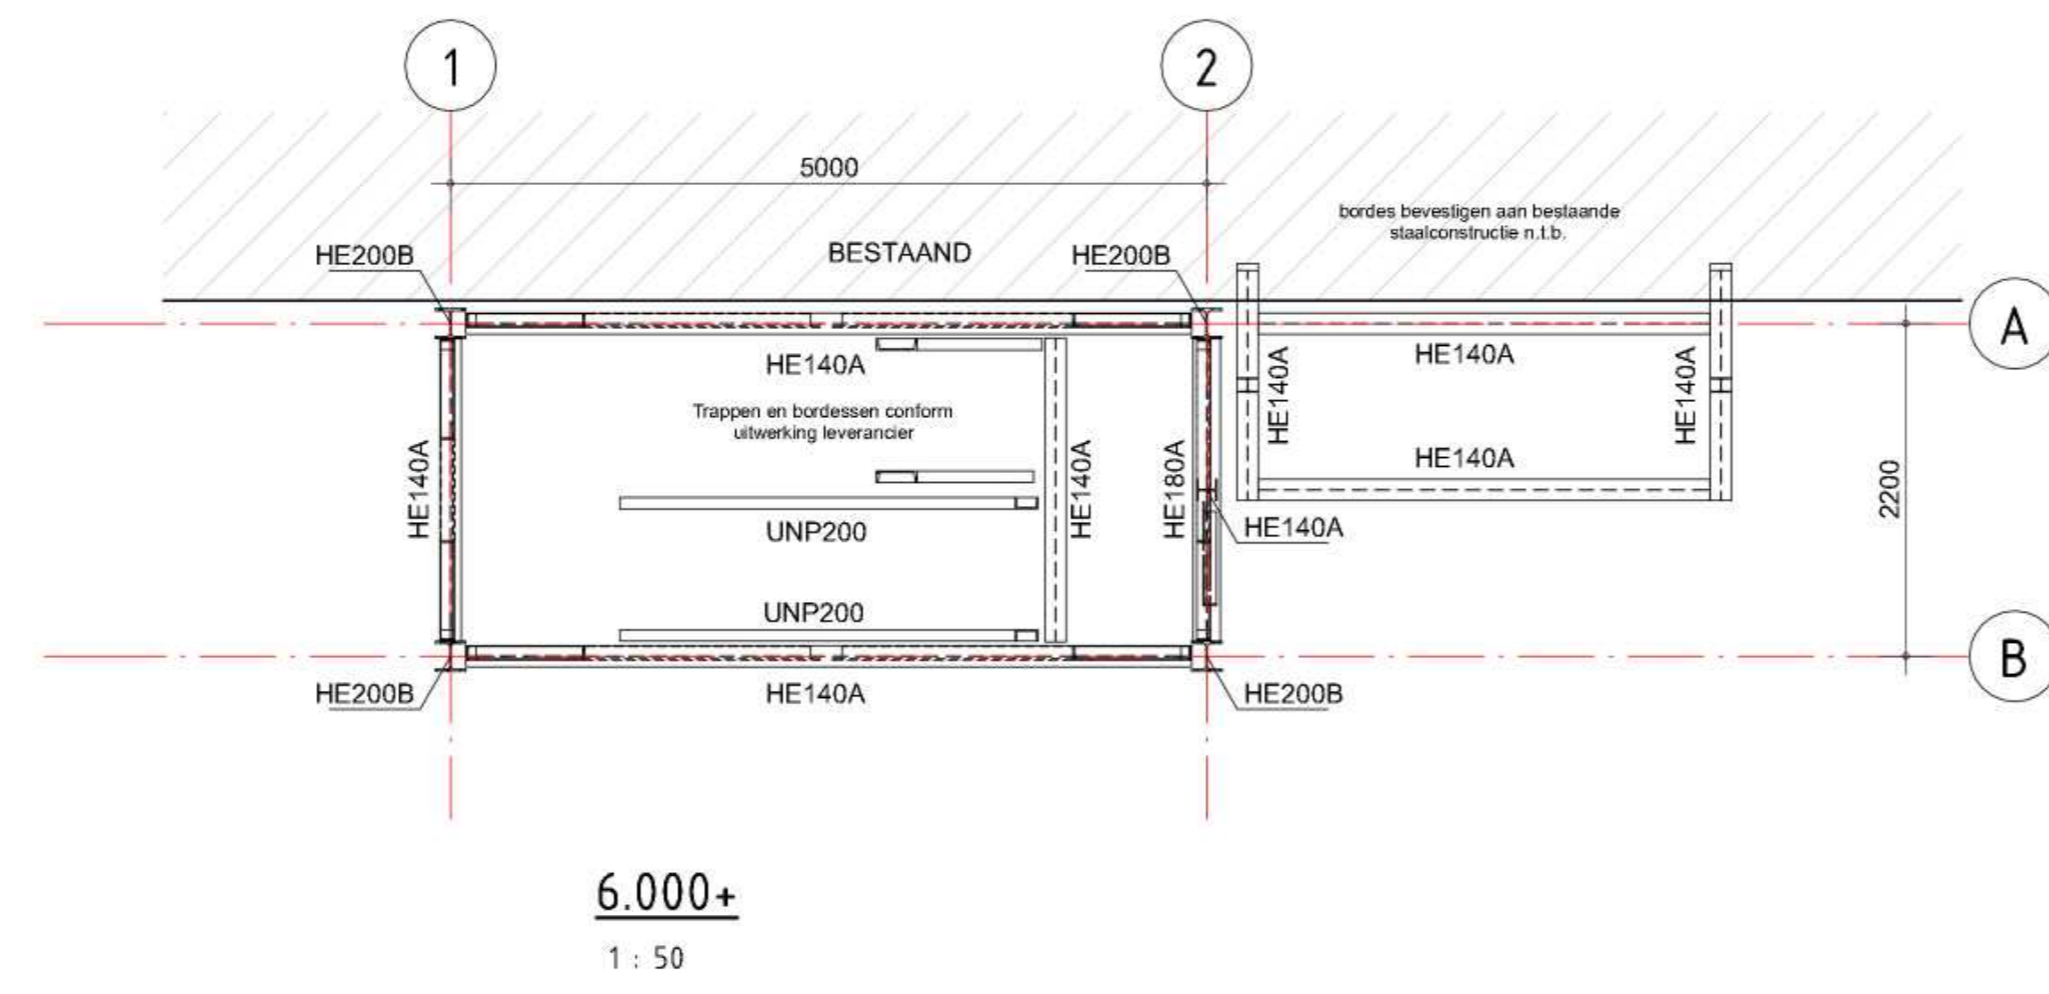 1
2
5000
bordes bevestigen aan bestaande
staalconstructie n.t.b.
HE200B
BESTAAND
HE200B
A
HE140A
HE140A
HE140A
HE140A
HE140A
Trappen en bordessen conform
uitwerking leverancier
HE140A
HE140A
HE180A
HE140A
2200
UNP200
HE140A
UNP200
B
HE200B
HE140A
HE200B
6.000+
1 : 50